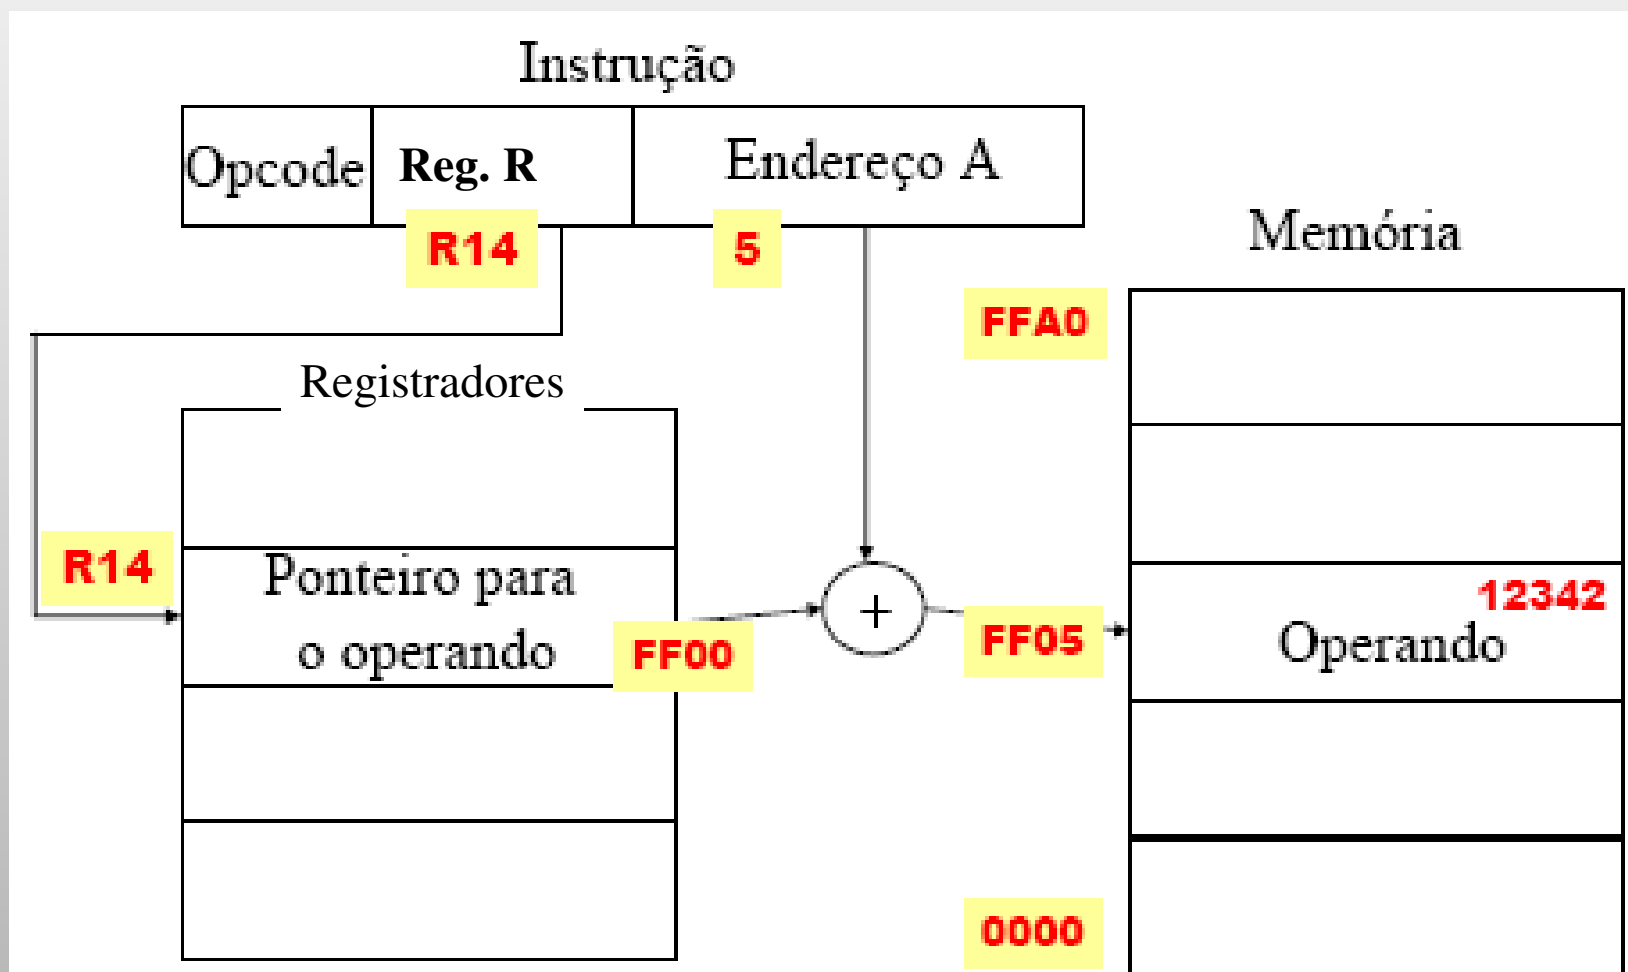 Instrução
Opcode Reg. R Endereço A
R14 5
Memória
FFA0
Registradores
R14
Ponteiro para
o operando
FF00
+
FF05
12342
Operando
0000